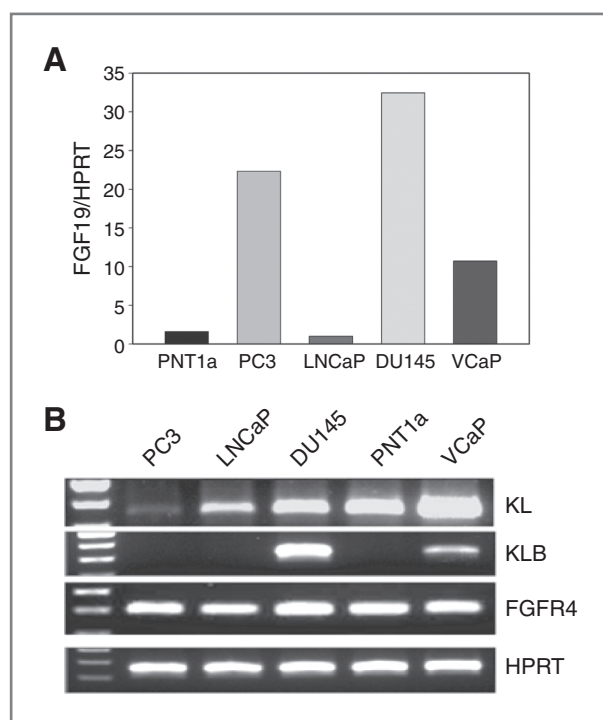 A
FGF19/HPRT
35
30
25
20
15
10
5
0
PNT1a PC3 LNCaP DU145 VCaP
B
PC3 LNCaP DU145 PNT1a VCaP
KL
KLB
FGFR4
HPRT